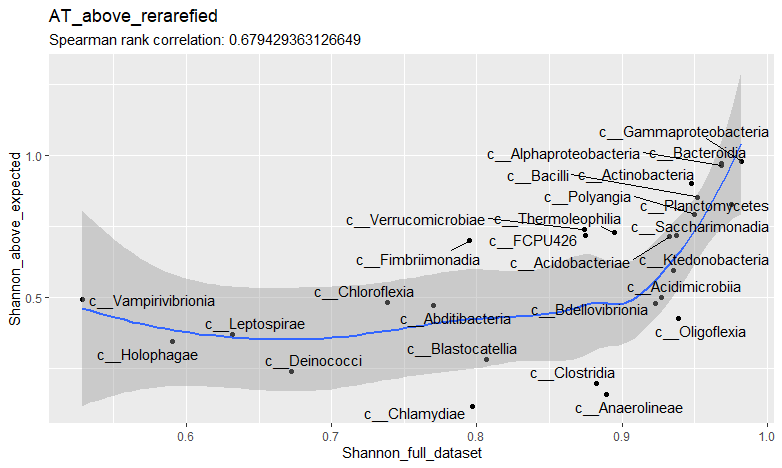 AT_above_rerarefied
Spearman rank correlation: 0.679429363126649
Shannon_above_expected
1.0
0.5
c__Gammaproteobacteria
c__Alphaproteobacteria
c__Bacteroidia
c__Bacilli
c__Actinobacteria
c__Polyangia
c__Planctomycetes
c__Verrucomicrobiae
c__Thermoleophilia
c__Saccharimonadia
c__FCPU426
c__Fimbriimonadia
c__Acidobacteriae
c__Ktedonobacteria
c__Vampirivibrionia
c__Chloroflexia
c__Acidimicrobiia
c__Leptospirae
c__Abditibacteria
c__Bdellovibrionia
c__Oligoflexia
c__Holophagae
c__Deinococci
c__Blastocatellia
c__Clostridia
c__Chlamydiae
c__Anaerolineae
0.6
0.7
0.8
0.9
1.0
Shannon_full_dataset